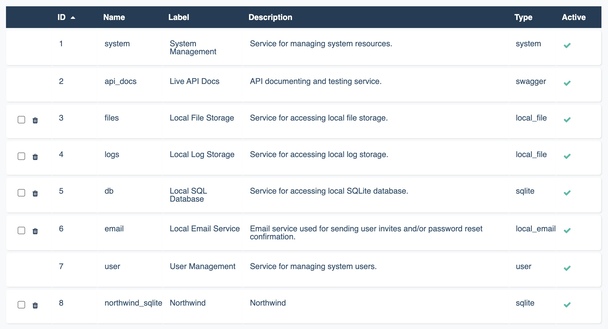 ID Name Label Description Type Active
1 system System Management Service for managing system resources. system
2 api_docs Live API Docs API documenting and testing service. swagger
3 files Local File Storage Service for accessing local file storage. local_file
4 logs Local Log Storage Service for accessing local log storage. local_file
5 db Local SQL Database Service for accessing local SQLite database. sqlite
6 email Local Email Service Email service used for sending user invites and/or password reset confirmation. local_email
7 user User Management Service for managing system users. user
8 northwind_sqlite Northwind Northwind sqlite